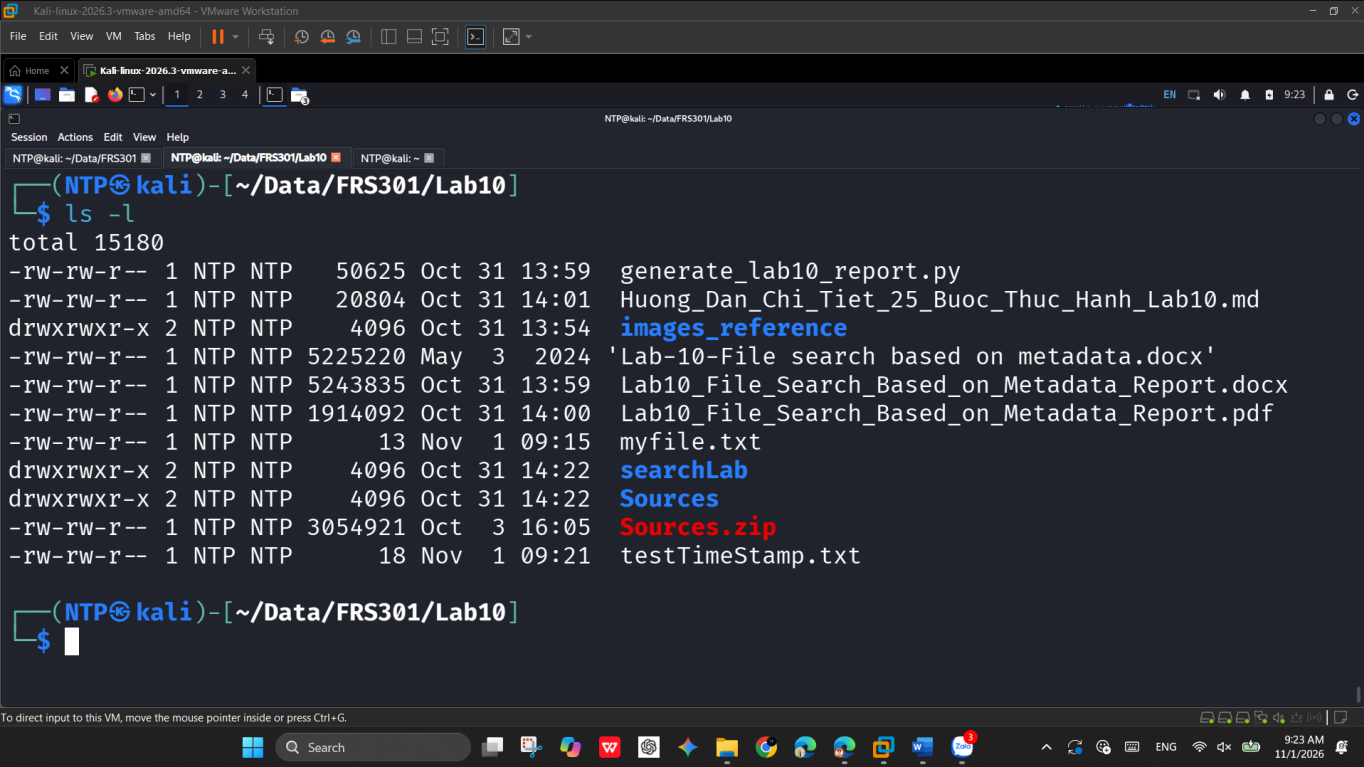 Kali-linux-2026.3-vmware-amd64 - VMware Workstation
File Edit View VM Tabs Help
Home Kali-linux-2026.3-vmware-a...
1 2 3 4 3 EN 9:23
NTP@kali: ~/Data/FRS301/Lab10
Session Actions Edit View Help
NTP@kali: ~/Data/FRS301 NTP@kali: ~/Data/FRS301/Lab10 NTP@kali: ~
(NTP㉿kali)-[~/Data/FRS301/Lab10]
$ ls -l
total 15180
-rw-rw-r-- 1 NTP NTP 50625 Oct 31 13:59 generate_lab10_report.py
-rw-rw-r-- 1 NTP NTP 20804 Oct 31 14:01 Huong_Dan_Chi_Tiet_25_Buoc_Thuc_Hanh_Lab10.md
drwxrwxr-x 2 NTP NTP 4096 Oct 31 13:54 images_reference
-rw-rw-r-- 1 NTP NTP 5225220 May 3 2024 'Lab-10-File search based on metadata.docx'
-rw-rw-r-- 1 NTP NTP 5243835 Oct 31 13:59 Lab10_File_Search_Based_on_Metadata_Report.docx
-rw-rw-r-- 1 NTP NTP 1914092 Oct 31 14:00 Lab10_File_Search_Based_on_Metadata_Report.pdf
-rw-rw-r-- 1 NTP NTP 13 Nov 1 09:15 myfile.txt
drwxrwxr-x 2 NTP NTP 4096 Oct 31 14:22 searchLab
drwxrwxr-x 2 NTP NTP 4096 Oct 31 14:22 Sources
-rw-rw-r-- 1 NTP NTP 3054921 Oct 3 16:05 Sources.zip
-rw-rw-r-- 1 NTP NTP 18 Nov 1 09:21 testTimeStamp.txt
(NTP㉿kali)-[~/Data/FRS301/Lab10]
$
To direct input to this VM, move the mouse pointer inside or press Ctrl+G.
Search Zalo 3 ENG 9:23 AM
11/1/2026